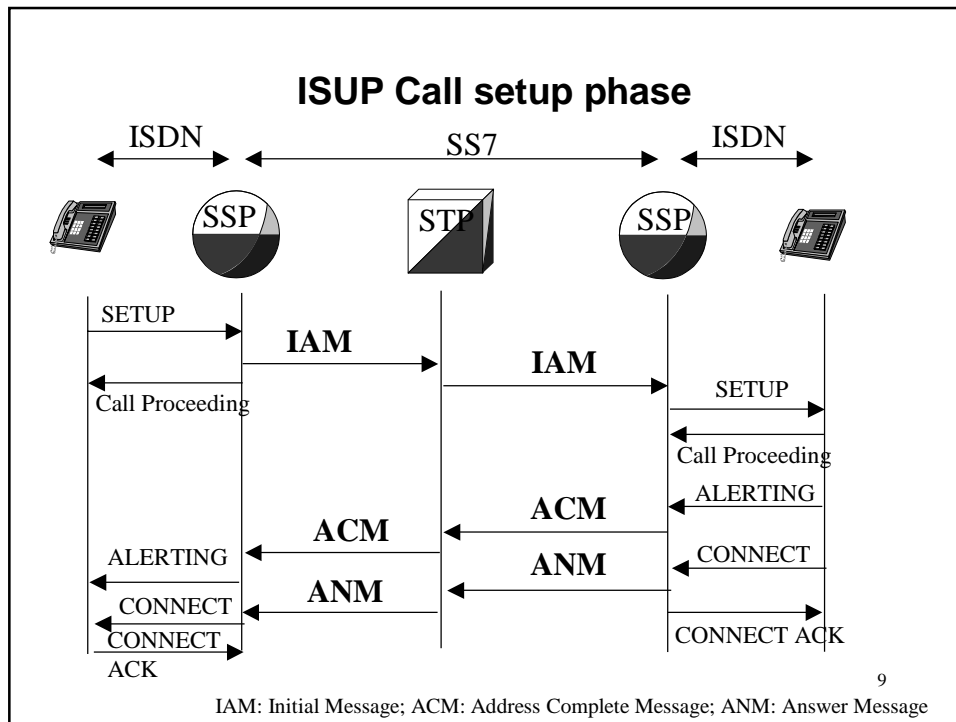 ISUP Call setup phase
ISDN
SS7
ISDN
SSP
STP
SSP
SETUP
IAM
IAM
Call Proceeding
SETUP
Call Proceeding
ALERTING
ACM
ACM
ALERTING
CONNECT
ANM
ANM
CONNECT
CONNECT
ACK
CONNECT ACK
9
IAM: Initial Message; ACM: Address Complete Message; ANM: Answer Message